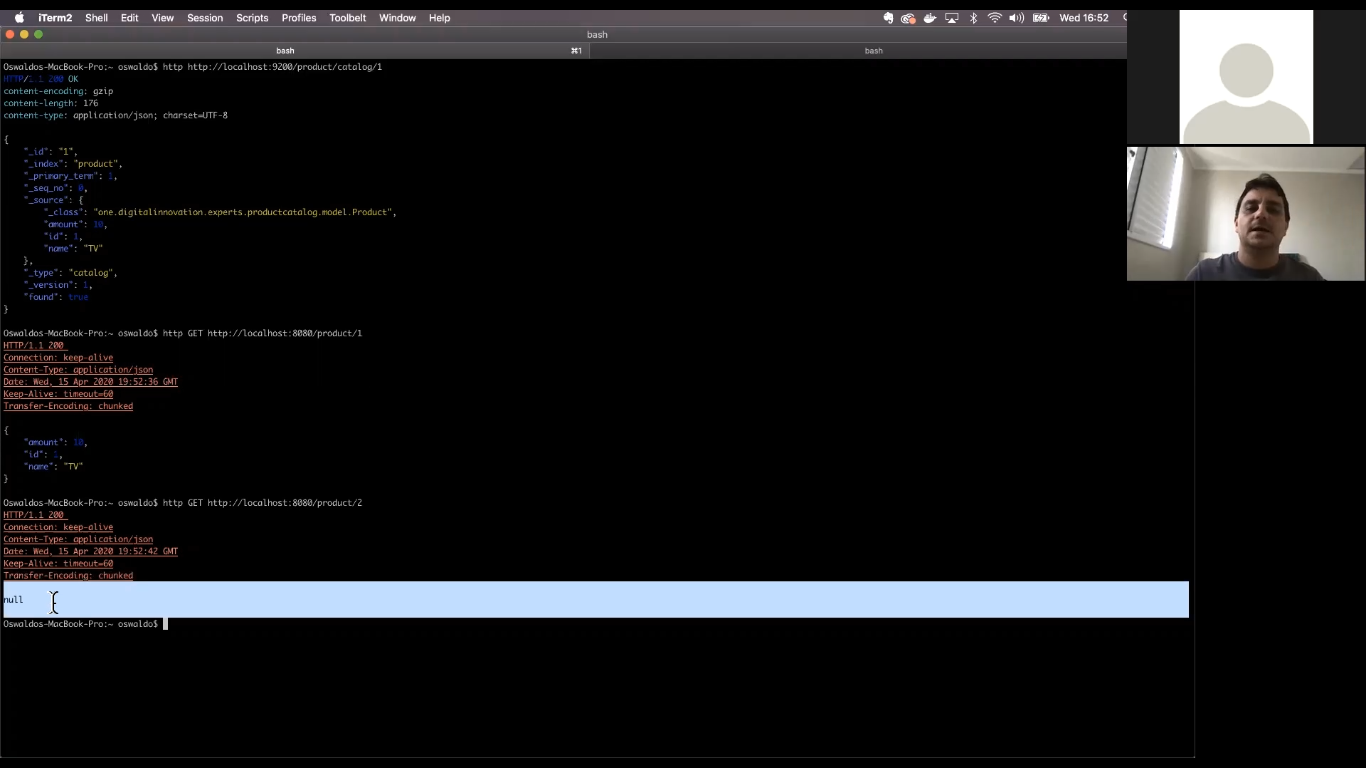 iTerm2 Shell Edit View Session Scripts Profiles Toolbelt Window Help Wed 16:52
bash
bash ⌘1 bash
Oswaldos-MacBook-Pro:~ oswaldo$ http http://localhost:9200/product/catalog/1
HTTP/1.1 200 OK
content-encoding: gzip
content-length: 176
content-type: application/json; charset=UTF-8
{
"_id": "1",
"_index": "product",
"_primary_term": 1,
"_seq_no": 0,
"_source": {
"_class": "one.digitalinnovation.experts.productcatalog.model.Product",
"amount": 10,
"id": 1,
"name": "TV"
},
"_type": "catalog",
"_version": 1,
"found": true
}
Oswaldos-MacBook-Pro:~ oswaldo$ http GET http://localhost:8080/product/1
HTTP/1.1 200
Connection: keep-alive
Content-Type: application/json
Date: Wed, 15 Apr 2020 19:52:36 GMT
Keep-Alive: timeout=60
Transfer-Encoding: chunked
{
"amount": 10,
"id": 1,
"name": "TV"
}
Oswaldos-MacBook-Pro:~ oswaldo$ http GET http://localhost:8080/product/2
HTTP/1.1 200
Connection: keep-alive
Content-Type: application/json
Date: Wed, 15 Apr 2020 19:52:42 GMT
Keep-Alive: timeout=60
Transfer-Encoding: chunked
null
Oswaldos-MacBook-Pro:~ oswaldo$